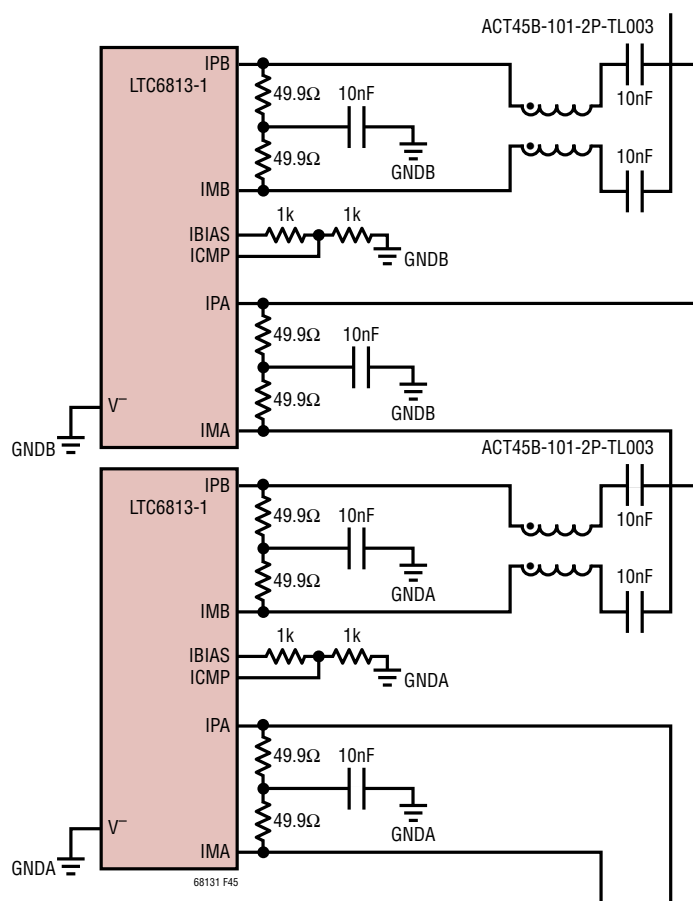 ACT45B-101-2P-TL003
IPB
LTC6813-1
49.9Ω
10nF
10nF
49.9Ω
GNDB
10nF
IMB
IBIAS
1k
1k
ICMP
GNDB
IPA
49.9Ω
10nF
49.9Ω
GNDB
V–
GNDB
IMA
ACT45B-101-2P-TL003
IPB
LTC6813-1
49.9Ω
10nF
10nF
49.9Ω
GNDA
10nF
IMB
IBIAS
1k
1k
ICMP
GNDA
IPA
49.9Ω
10nF
49.9Ω
GNDA
V–
GNDA
IMA
68131 F45